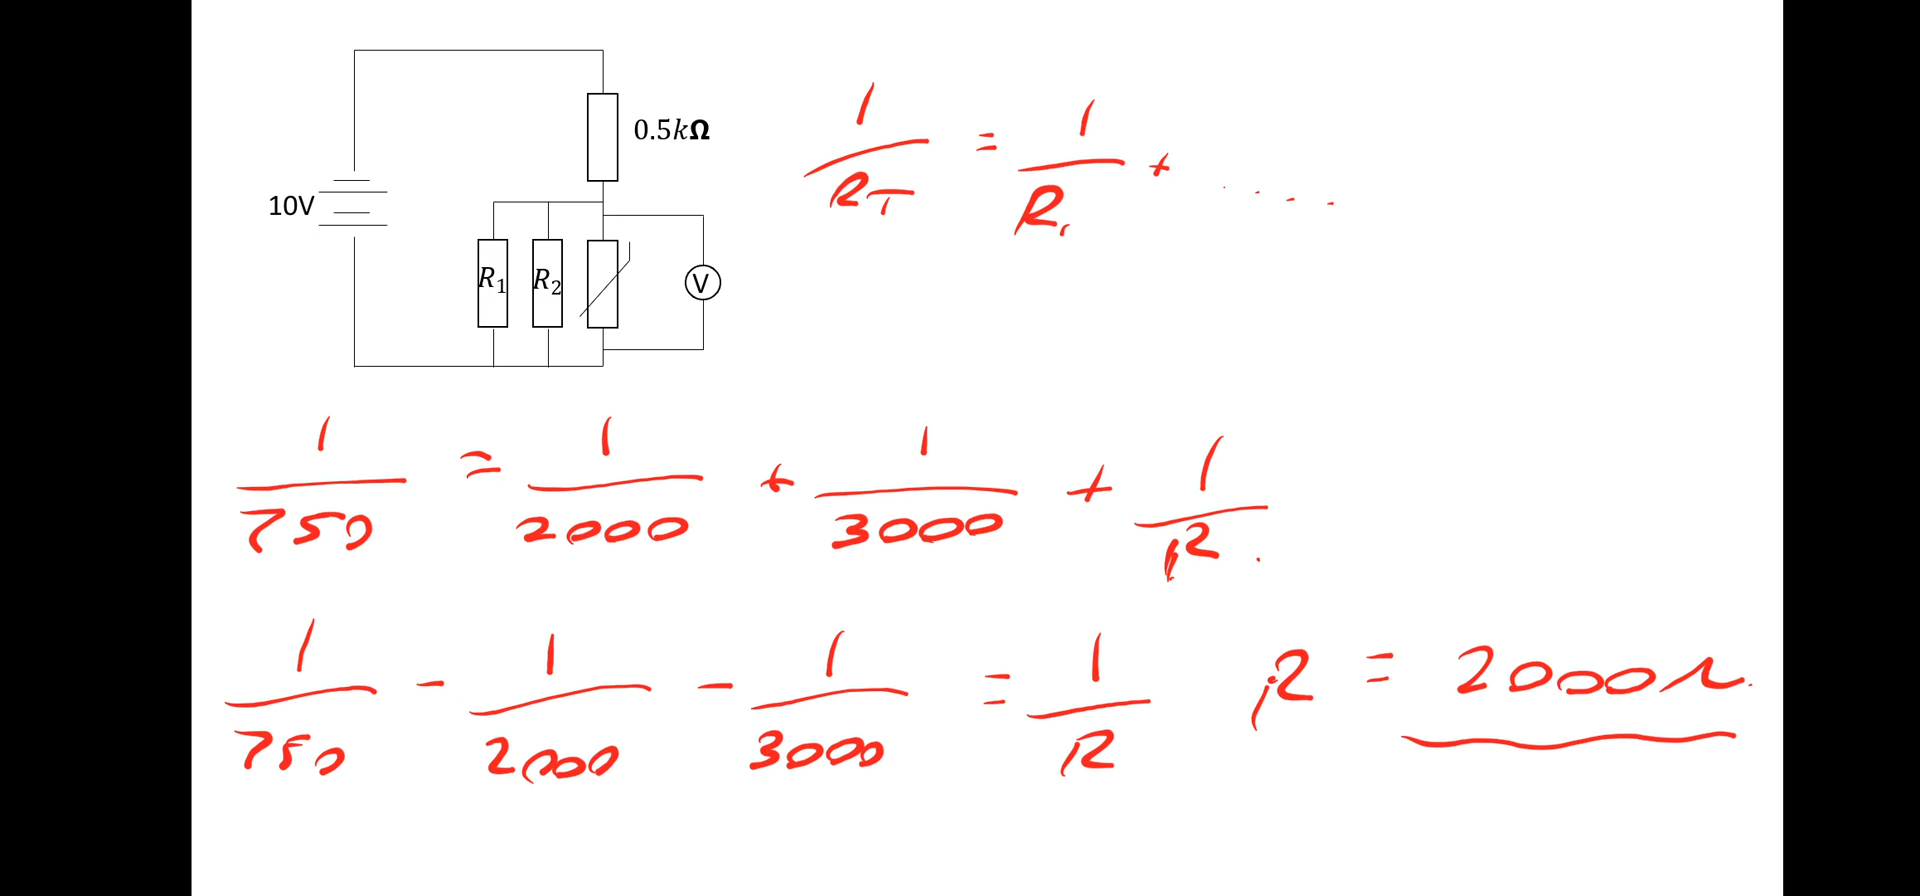 0.5kΩ
10V
R₁ R₂ V
1/R_T = 1/R₁ + ....
1/750 = 1/2000 + 1/3000 + 1/R.
1/750 - 1/2000 - 1/3000 = 1/R R = 2000Ω.